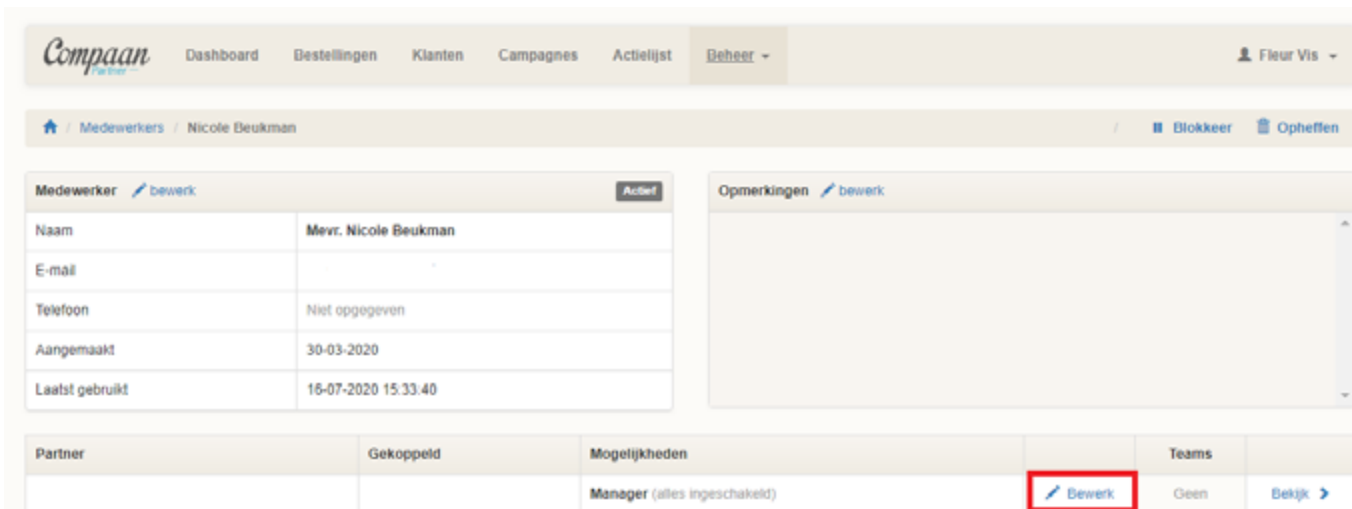 Compaan Partner Dashboard Bestellingen Klanten Campagnes Actielijst Beheer Fleur Vis
/ Medewerkers / Nicole Beukman / Blokkeer Opheffen
Medewerker bewerk Actief
Opmerkingen bewerk
Naam Mevr. Nicole Beukman
E-mail
Telefoon Niet opgegeven
Aangemaakt 30-03-2020
Laatst gebruikt 16-07-2020 15:33:40
Partner Gekoppeld Mogelijkheden Teams
Manager (alles ingeschakeld) Bewerk Geen Bekijk